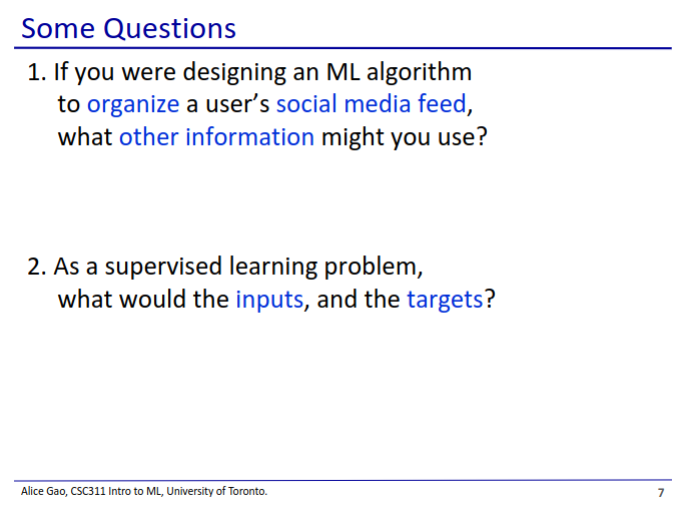 Some Questions
1. If you were designing an ML algorithm
to organize a user’s social media feed,
what other information might you use?
2. As a supervised learning problem,
what would the inputs, and the targets?
Alice Gao, CSC311 Intro to ML, University of Toronto.
7